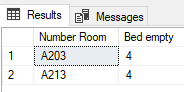 Results Messages
Number Room Bed empty
1 A203 4
2 A213 4